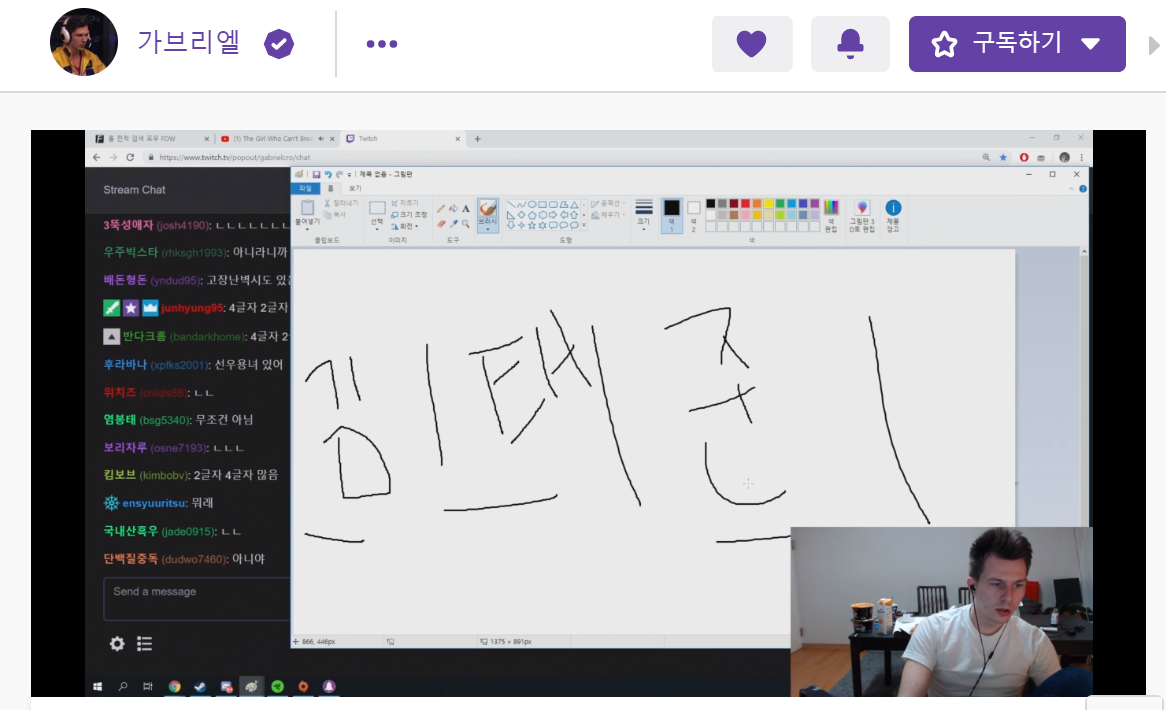 가브리엘
구독하기
롤 전적 검색 포우 FOW
(1) The Girl Who Can't Brea
Twitch
https://www.twitch.tv/popout/gabrielcro/chat
제목 없음 - 그림판
파일 홈 보기
붙여넣기
잘라내기
복사
클립보드
선택
자르기
크기 조정
회전
이미지
도구
브러시
윤곽선
채우기
도형
크기
색 1
색 2
색
색 편집
그림판 3D로 편집
제품 경고
Stream Chat
3뚝성애자 (josh4190): ㄴㄴㄴㄴㄴㄴㄴ
우주빅스타 (rhksgh1993): 아니라니까
배돈형돈 (yndud95): 고장난벽시도 있
junhyung95: 4글자 2글자
반다크홈 (bandarkhome): 4글자 2
후라바나 (xpfks2001): 선우용녀 있어
위치즈 (cnlqls88): ㄴㄴ
염봉태 (bsg5340): 무조건 아님
보리자루 (osne7193): ㄴㄴㄴ
킴보브 (kimbobv): 2글자 4글자 많음
ensyuuritsu: 뭐래
국내산흑우 (jade0915): ㄴㄴ
단백질중독 (dudwo7460): 아니야
Send a message
김 태 준
866, 446px
1375 × 891px